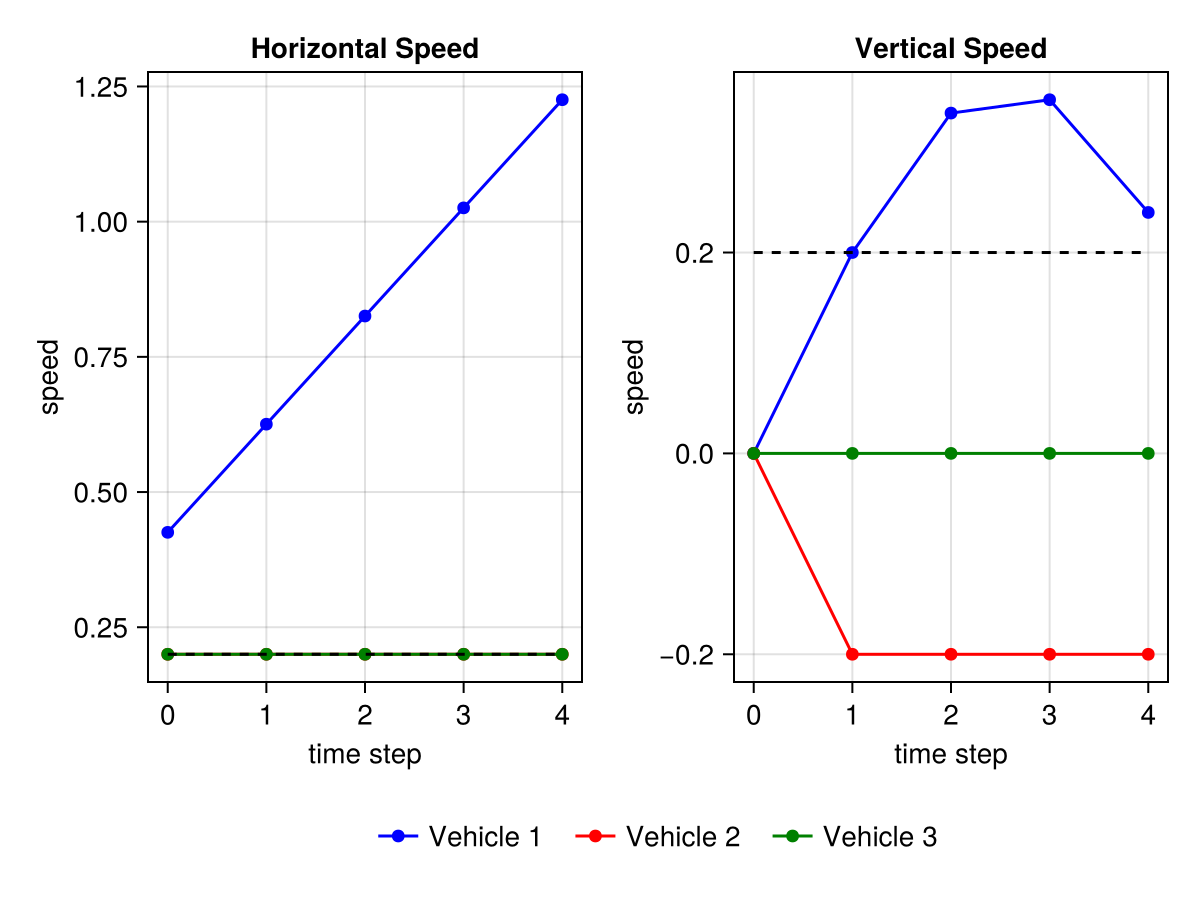 Horizontal Speed
1.25
1.00
0.75
0.50
0.25
speed
0 1 2 3 4
time step
Vertical Speed
0.2
0.0
−0.2
speed
0 1 2 3 4
time step
Vehicle 1 Vehicle 2 Vehicle 3